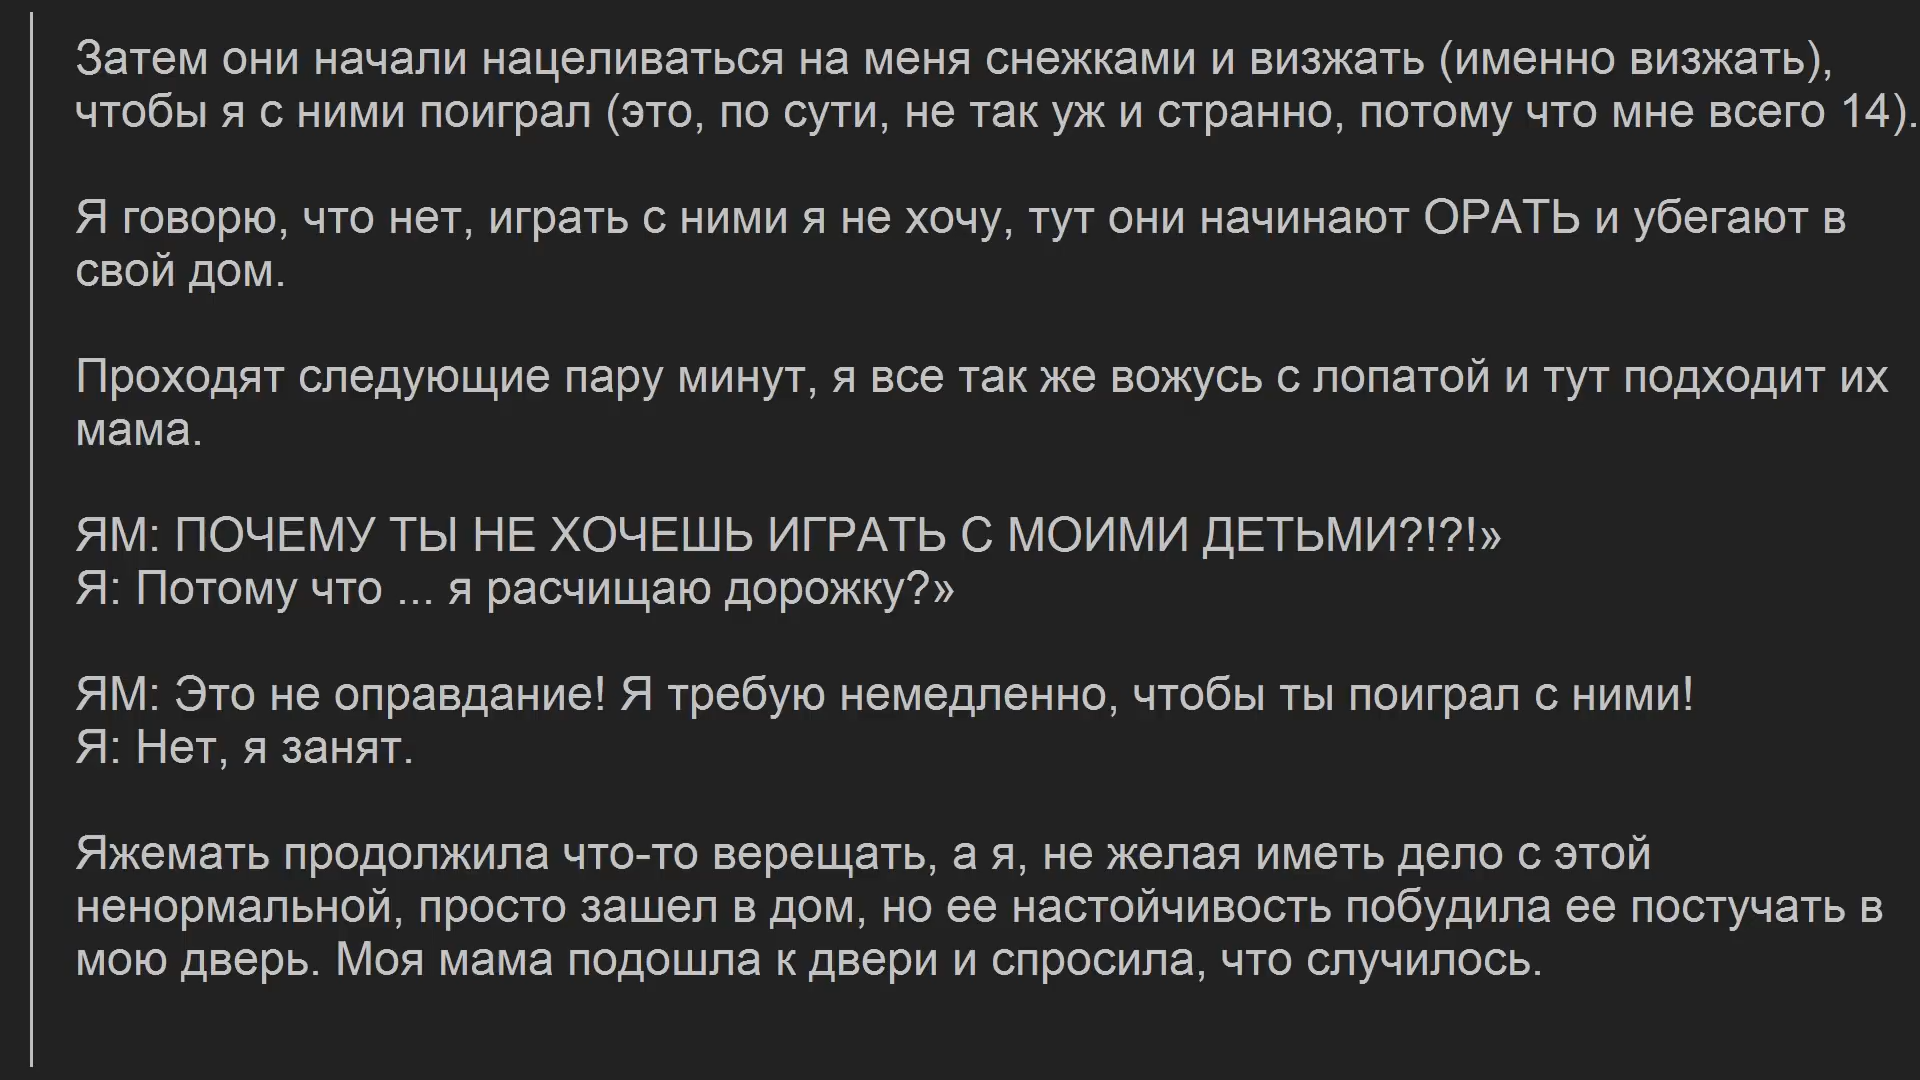 Затем они начали нацеливаться на меня снежками и визжать (именно визжать),
чтобы я с ними поиграл (это, по сути, не так уж и странно, потому что мне всего 14).
Я говорю, что нет, играть с ними я не хочу, тут они начинают ОРАТЬ и убегают в
свой дом.
Проходят следующие пару минут, я все так же вожусь с лопатой и тут подходит их
мама.
ЯМ: ПОЧЕМУ ТЫ НЕ ХОЧЕШЬ ИГРАТЬ С МОИМИ ДЕТЬМИ?!?!»
Я: Потому что ... я расчищаю дорожку?»
ЯМ: Это не оправдание! Я требую немедленно, чтобы ты поиграл с ними!
Я: Нет, я занят.
Яжемать продолжила что-то верещать, а я, не желая иметь дело с этой
ненормальной, просто зашел в дом, но ее настойчивость побудила ее постучать в
мою дверь. Моя мама подошла к двери и спросила, что случилось.